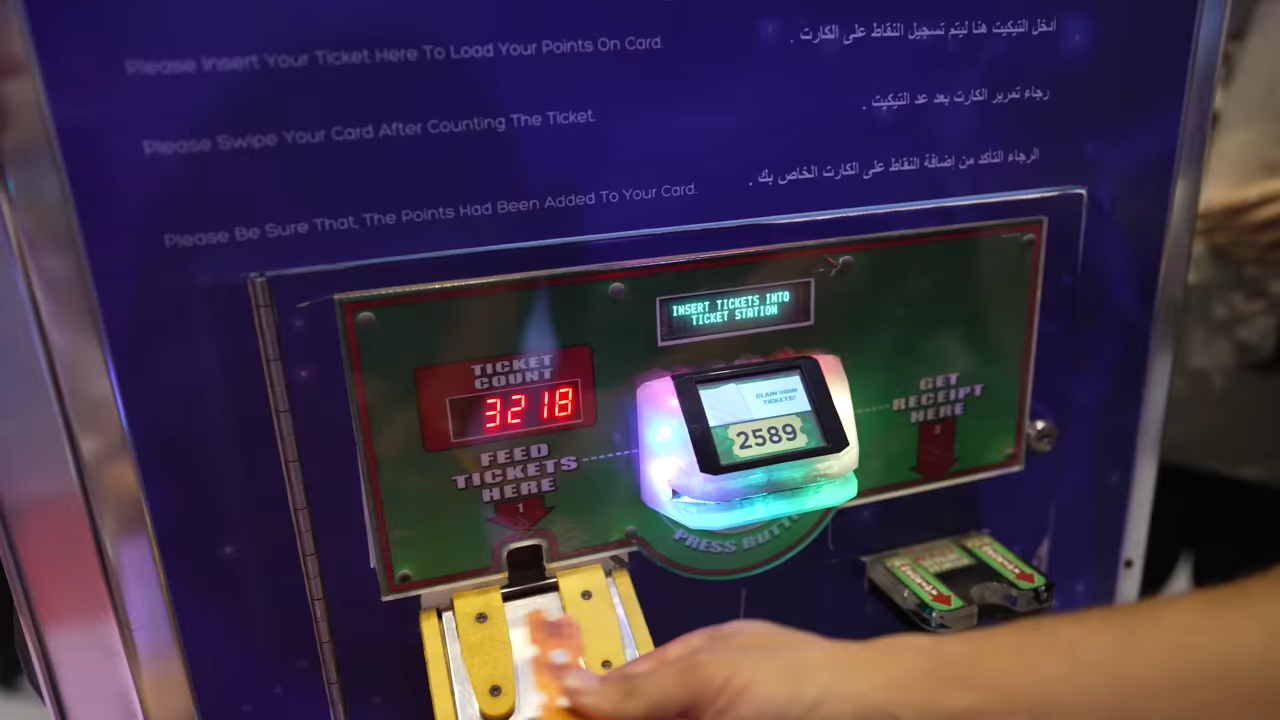 Please Insert Your Ticket Here To Load Your Points On Card.
أدخل التيكيت هنا ليتم تسجيل النقاط على الكارت .
Please Swipe Your Card After Counting The Ticket.
رجاء تمرير الكارت بعد عد التيكيت .
Please Be Sure That, The Points Had Been Added To Your Card.
الرجاء التأكد من إضافة النقاط على الكارت الخاص بك .
INSERT TICKETS INTO
TICKET STATION
TICKET
COUNT
3218
CLAIM YOUR
TICKETS!
2589
GET
RECEIPT
HERE
3
FEED
TICKETS
HERE
1
PRESS